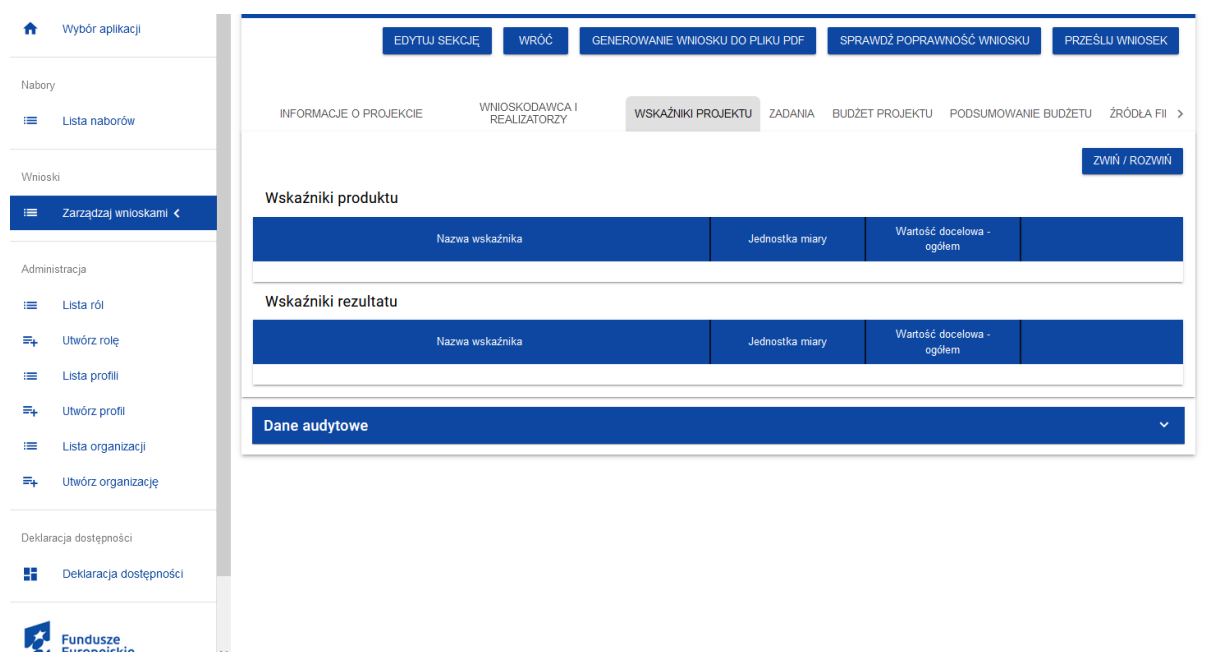 Wybór aplikacji
Nabory
Lista naborów
Wnioski
Zarządzaj wnioskami
Administracja
Lista ról
Utwórz rolę
Lista profili
Utwórz profil
Lista organizacji
Utwórz organizację
Deklaracja dostępności
Deklaracja dostępności
Fundusze
Europejskie
EDYTUJ SEKCJĘ WRÓĆ GENEROWANIE WNIOSKU DO PLIKU PDF SPRAWDŹ POPRAWNOŚĆ WNIOSKU PRZEŚLIJ WNIOSEK
INFORMACJE O PROJEKCIE WNIOSKODAWCA I
REALIZATORZY WSKAŹNIKI PROJEKTU ZADANIA BUDŻET PROJEKTU PODSUMOWANIE BUDŻETU ŹRÓDŁA FII
ZWIŃ / ROZWIŃ
Wskaźniki produktu
Nazwa wskaźnika Jednostka miary Wartość docelowa -
ogółem
Wskaźniki rezultatu
Nazwa wskaźnika Jednostka miary Wartość docelowa -
ogółem
Dane audytowe